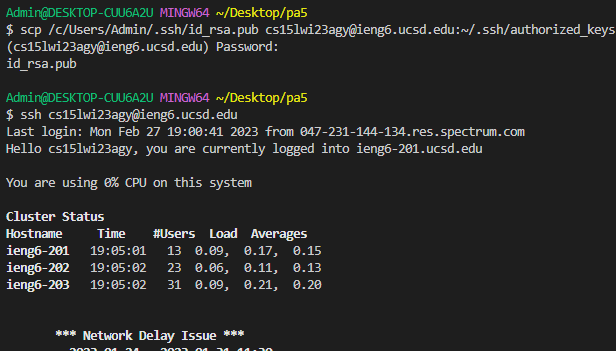 Admin@DESKTOP-CUU6A2U MINGW64 ~/Desktop/pa5
$ scp /c/Users/Admin/.ssh/id_rsa.pub cs15lwi23agy@ieng6.ucsd.edu:~/.ssh/authorized_keys
(cs15lwi23agy@ieng6.ucsd.edu) Password:
id_rsa.pub
Admin@DESKTOP-CUU6A2U MINGW64 ~/Desktop/pa5
$ ssh cs15lwi23agy@ieng6.ucsd.edu
Last login: Mon Feb 27 19:00:41 2023 from 047-231-144-134.res.spectrum.com
Hello cs15lwi23agy, you are currently logged into ieng6-201.ucsd.edu
You are using 0% CPU on this system
Cluster Status
Hostname Time #Users Load Averages
ieng6-201 19:05:01 13 0.09, 0.17, 0.15
ieng6-202 19:05:02 23 0.06, 0.11, 0.13
ieng6-203 19:05:02 31 0.09, 0.21, 0.20
*** Network Delay Issue ***